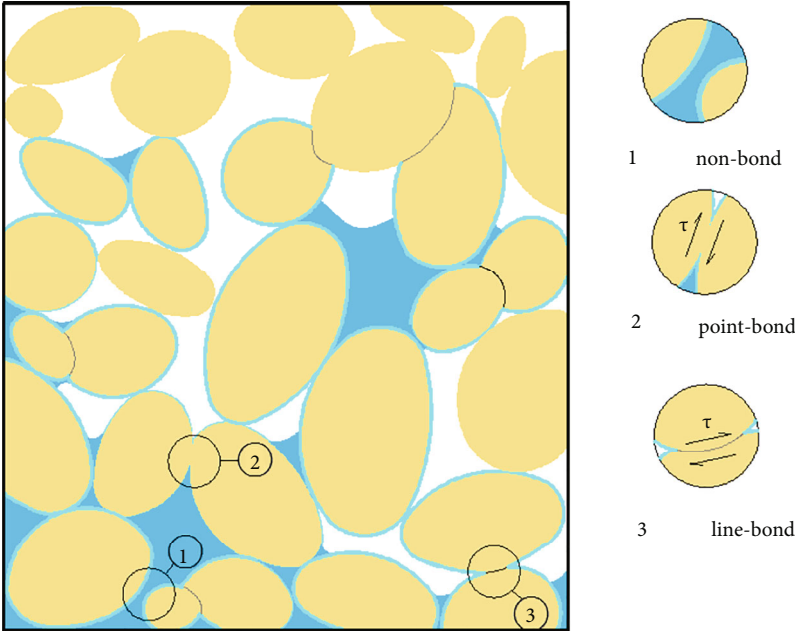 1 non-bond
τ
2 point-bond
τ
3 line-bond
2
1
3